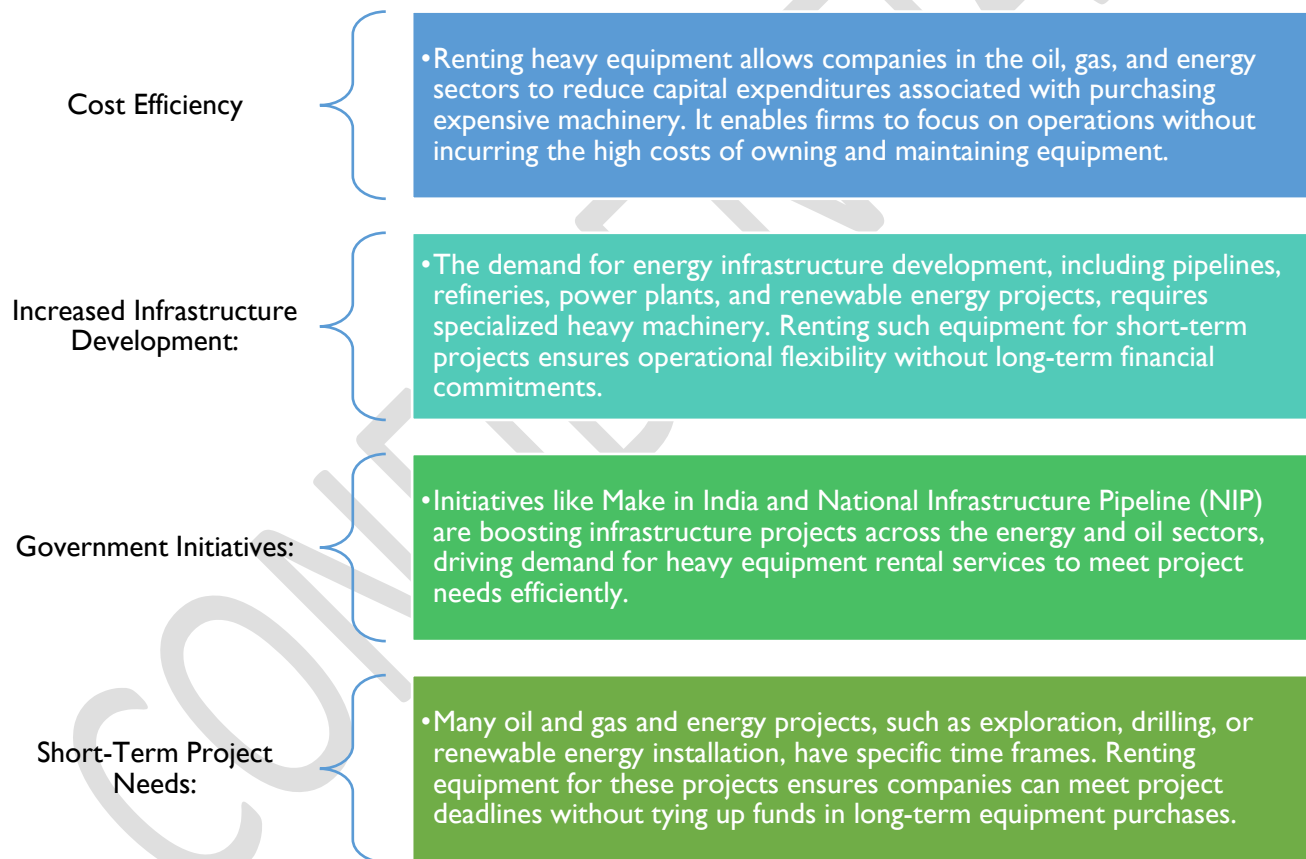 Cost Efficiency
•Renting heavy equipment allows companies in the oil, gas, and energy
sectors to reduce capital expenditures associated with purchasing
expensive machinery. It enables firms to focus on operations without
incurring the high costs of owning and maintaining equipment.
Increased Infrastructure
Development:
•The demand for energy infrastructure development, including pipelines,
refineries, power plants, and renewable energy projects, requires
specialized heavy machinery. Renting such equipment for short-term
projects ensures operational flexibility without long-term financial
commitments.
Government Initiatives:
•Initiatives like Make in India and National Infrastructure Pipeline (NIP)
are boosting infrastructure projects across the energy and oil sectors,
driving demand for heavy equipment rental services to meet project
needs efficiently.
Short-Term Project
Needs:
•Many oil and gas and energy projects, such as exploration, drilling, or
renewable energy installation, have specific time frames. Renting
equipment for these projects ensures companies can meet project
deadlines without tying up funds in long-term equipment purchases.